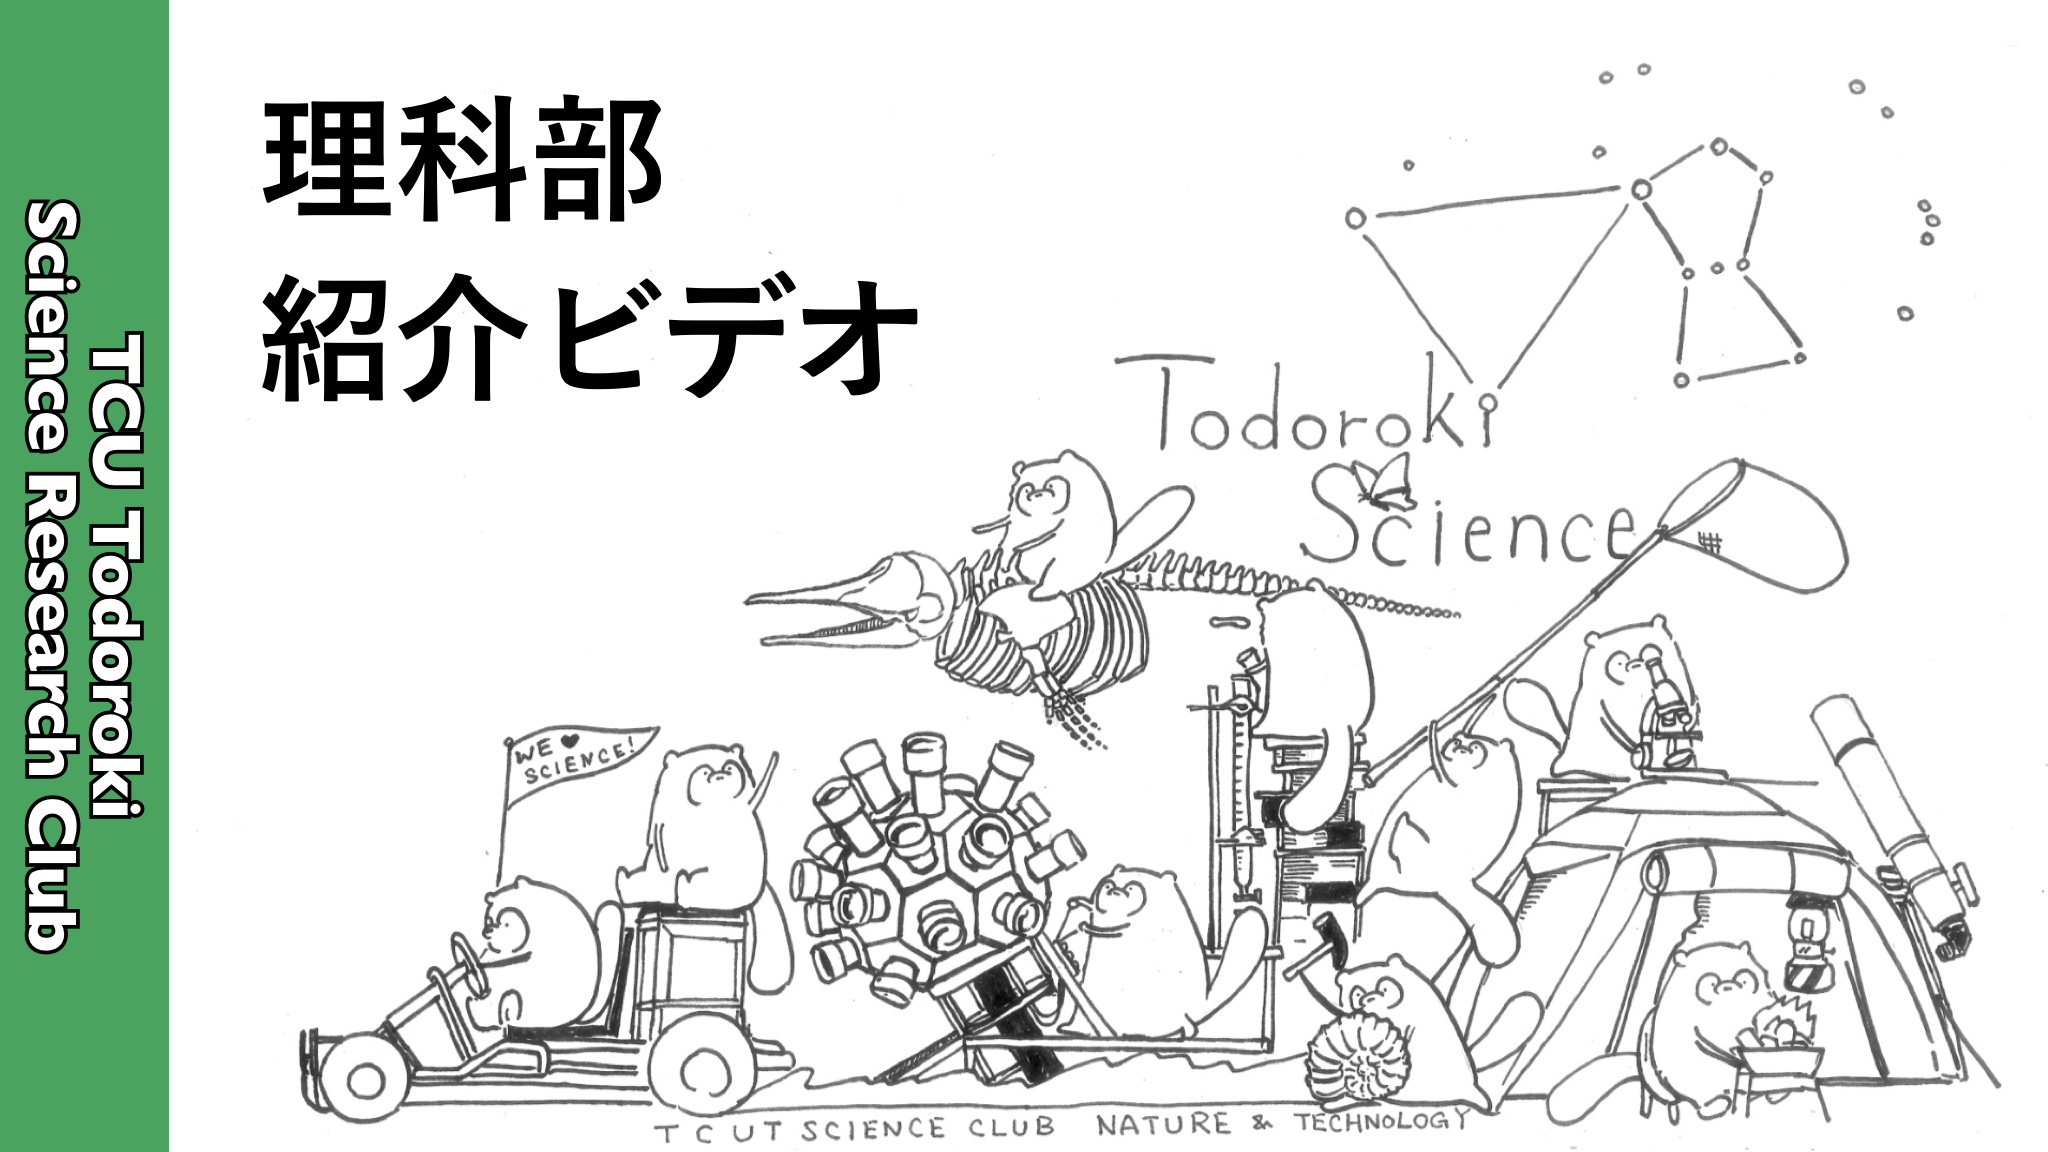 理科部
紹介ビデオ
TCU Todoroki
Science Research Club
Todoroki
Science
WE ♥
SCIENCE!
TCUT SCIENCE CLUB NATURE & TECHNOLOGY